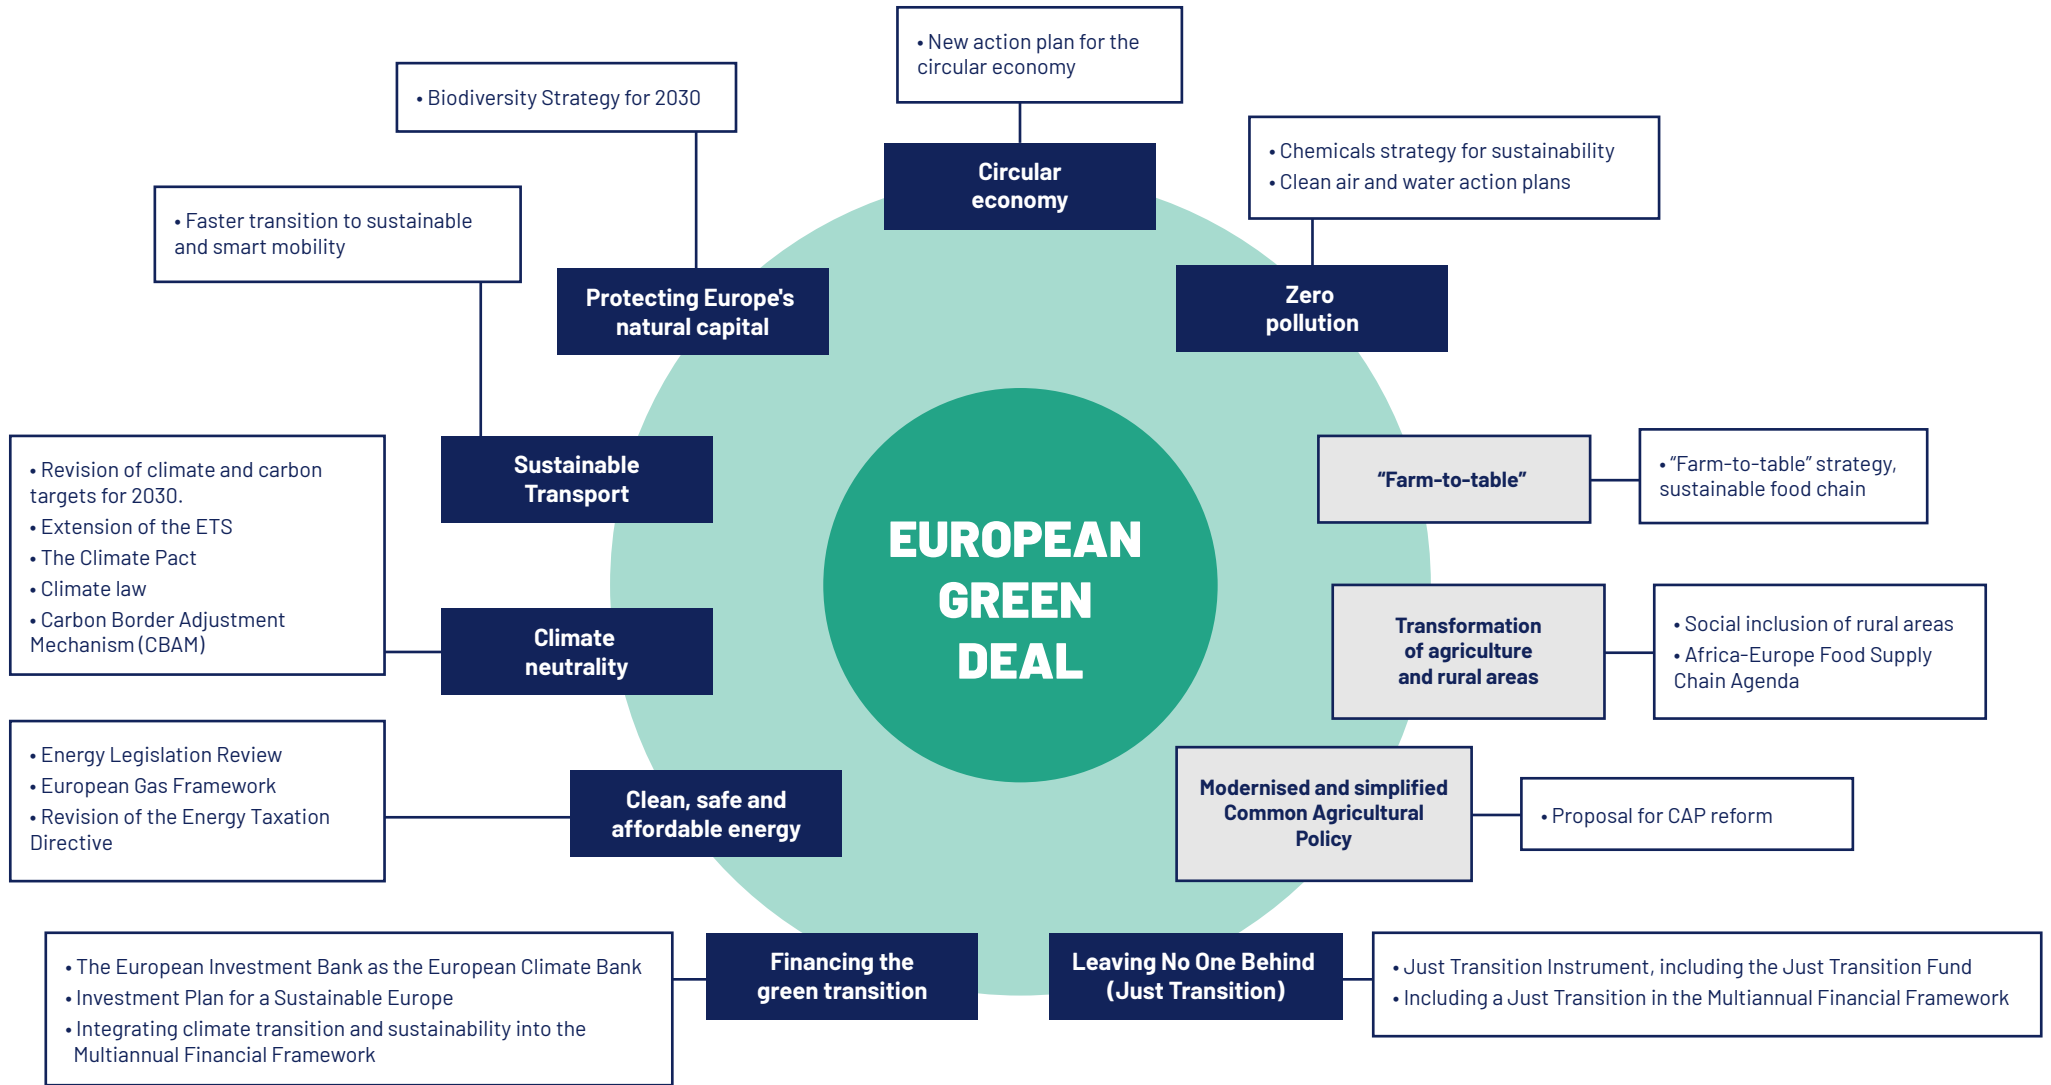 • New action plan for the
circular economy
• Biodiversity Strategy for 2030
• Chemicals strategy for sustainability
• Clean air and water action plans
Circular
economy
• Faster transition to sustainable
and smart mobility
Protecting Europe's
natural capital
Zero
pollution
• Revision of climate and carbon
targets for 2030.
• Extension of the ETS
• The Climate Pact
• Climate law
• Carbon Border Adjustment
Mechanism (CBAM)
Sustainable
Transport
“Farm-to-table”
• “Farm-to-table” strategy,
sustainable food chain
EUROPEAN
GREEN
DEAL
Climate
neutrality
Transformation
of agriculture
and rural areas
• Social inclusion of rural areas
• Africa-Europe Food Supply
Chain Agenda
• Energy Legislation Review
• European Gas Framework
• Revision of the Energy Taxation
Directive
Clean, safe and
affordable energy
Modernised and simplified
Common Agricultural
Policy
• Proposal for CAP reform
• The European Investment Bank as the European Climate Bank
• Investment Plan for a Sustainable Europe
• Integrating climate transition and sustainability into the
Multiannual Financial Framework
Financing the
green transition
Leaving No One Behind
(Just Transition)
• Just Transition Instrument, including the Just Transition Fund
• Including a Just Transition in the Multiannual Financial Framework